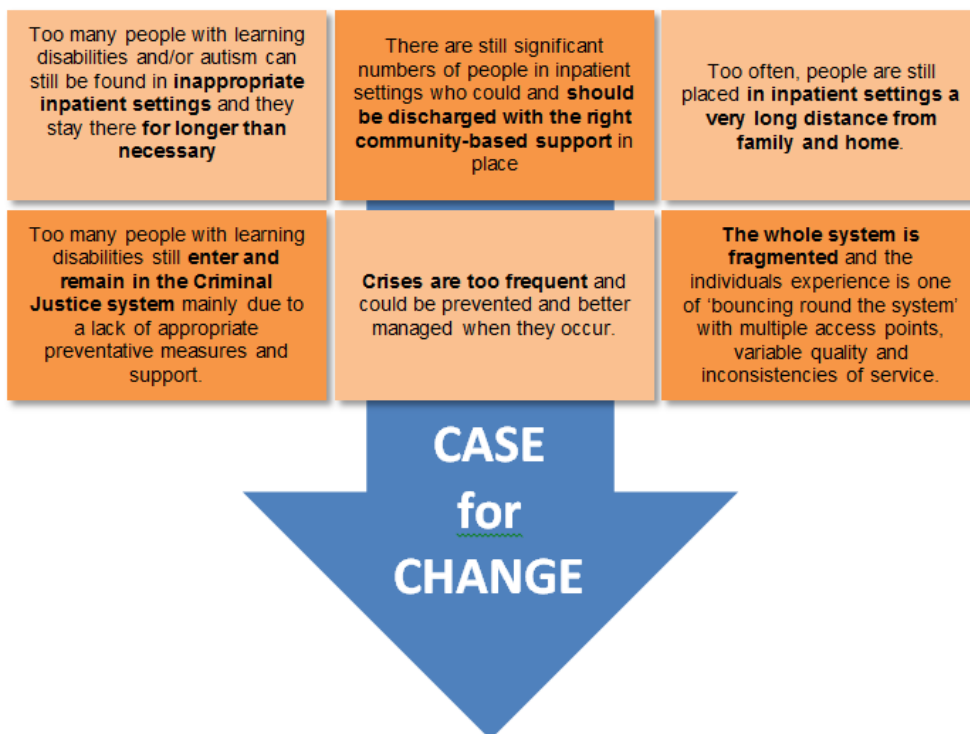 Too many people with learning
disabilities and/or autism can
still be found in inappropriate
inpatient settings and they
stay there for longer than
necessary
There are still significant
numbers of people in inpatient
settings who could and should
be discharged with the right
community-based support in
place
Too often, people are still
placed in inpatient settings a
very long distance from
family and home.
Too many people with learning
disabilities still enter and
remain in the Criminal
Justice system mainly due to
a lack of appropriate
preventative measures and
support.
Crises are too frequent and
could be prevented and better
managed when they occur.
The whole system is
fragmented and the
individuals experience is one
of ‘bouncing round the system’
with multiple access points,
variable quality and
inconsistencies of service.
CASE
for
CHANGE